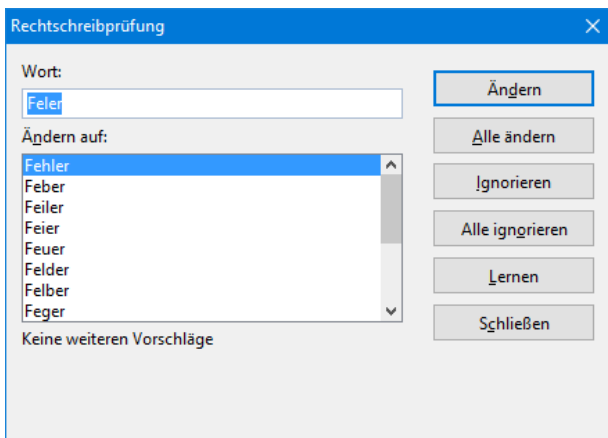 Rechtschreibprüfung
Wort:
Feler
Ändern auf:
Fehler
Feber
Feiler
Feier
Feuer
Felder
Felber
Feger
Keine weiteren Vorschläge
Ändern
Alle ändern
Ignorieren
Alle ignorieren
Lernen
Schließen